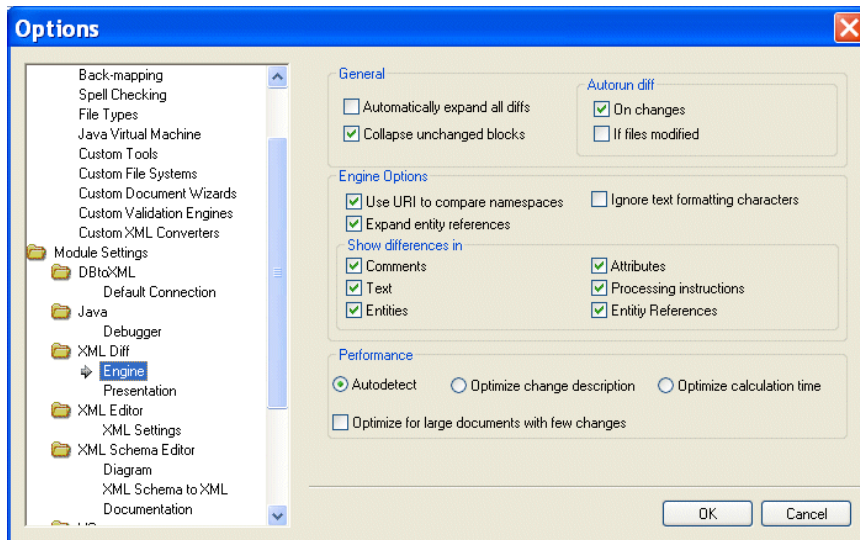 Options
Back-mapping
Spell Checking
File Types
Java Virtual Machine
Custom Tools
Custom File Systems
Custom Document Wizards
Custom Validation Engines
Custom XML Converters
Module Settings
DBtoXML
Default Connection
Java
Debugger
XML Diff
Engine
Presentation
XML Editor
XML Settings
XML Schema Editor
Diagram
XML Schema to XML
Documentation
General
Automatically expand all diffs
Collapse unchanged blocks
Autorun diff
On changes
If files modified
Engine Options
Use URI to compare namespaces
Ignore text formatting characters
Expand entity references
Show differences in
Comments
Attributes
Text
Processing instructions
Entities
Entitiy References
Performance
Autodetect
Optimize change description
Optimize calculation time
Optimize for large documents with few changes
OK
Cancel